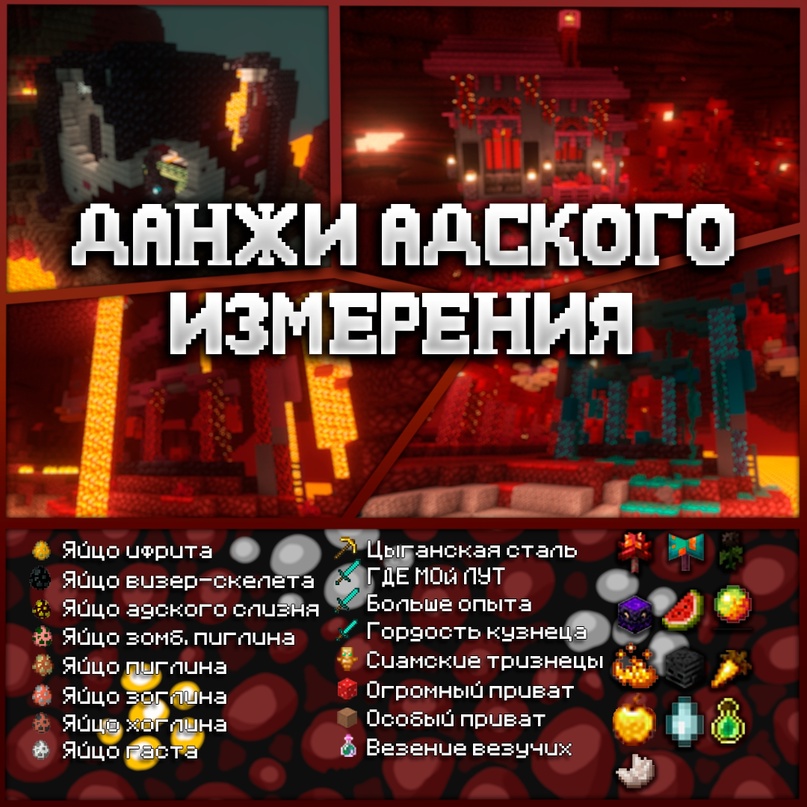 ДАНЖИ АДСКОГО
ИЗМЕРЕНИЯ
Яйцо ифрита
Яйцо визер-скелета
Яйцо адского слизня
Яйцо зомб. пиглина
Яйцо пиглина
Яйцо зоглина
Яйцо хоглина
Яйцо гаста
Цыганская сталь
ГДЕ МОй ЛУТ
Больше опыта
Гордость кузнеца
Сиамские тризнецы
Огромный приват
Особый приват
Везение везучих